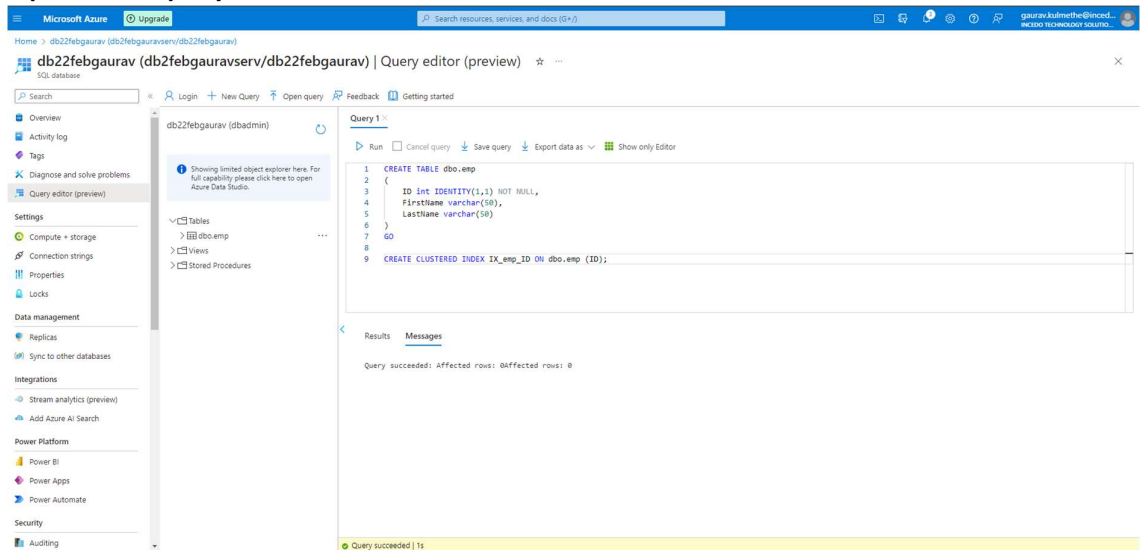 Microsoft Azure
Upgrade
Search resources, services, and docs (G+/)
gaurav.kulmethe@inced...
INCEDO TECHNOLOGY SOLUTIO...
Home > db22febgaurav (db2febgauravserv/db22febgaurav)
db22febgaurav (db2febgauravserv/db22febgaurav) | Query editor (preview)
SQL database
Search
Overview
Activity log
Tags
Diagnose and solve problems
Query editor (preview)
Settings
Compute + storage
Connection strings
Properties
Locks
Data management
Replicas
Sync to other databases
Integrations
Stream analytics (preview)
Add Azure AI Search
Power Platform
Power BI
Power Apps
Power Automate
Security
Auditing
Login
New Query
Open query
Feedback
Getting started
db22febgaurav (dbadmin)
Showing limited object explorer here. For
full capability please click here to open
Azure Data Studio.
Tables
dbo.emp
Views
Stored Procedures
Query 1
Run
Cancel query
Save query
Export data as
Show only Editor
1 CREATE TABLE dbo.emp
2 (
3 ID int IDENTITY(1,1) NOT NULL,
4 FirstName varchar(50),
5 LastName varchar(50)
6 )
7 GO
8
9 CREATE CLUSTERED INDEX IX_emp_ID ON dbo.emp (ID);
Results
Messages
Query succeeded: Affected rows: 0Affected rows: 0
Query succeeded | 1s